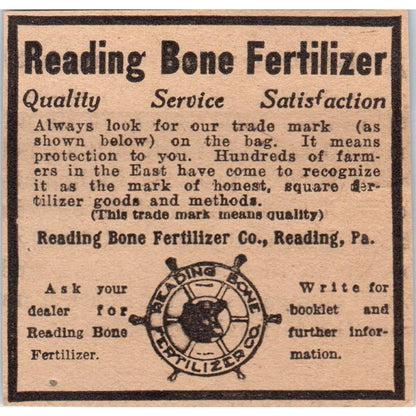 Reading Bone Fertilizer
Quality Service Satisfaction
Always look for our trade mark (as
shown below) on the bag. It means
protection to you. Hundreds of farm-
ers in the East have come to recognize
it as the mark of honest, square fer-
tilizer goods and methods.
(This trade mark means quality)
Reading Bone Fertilizer Co., Reading, Pa.
Ask your
dealer for
Reading Bone
Fertilizer.
READING BONE
FERTILIZER CO.
Write for
booklet and
further infor-
mation.